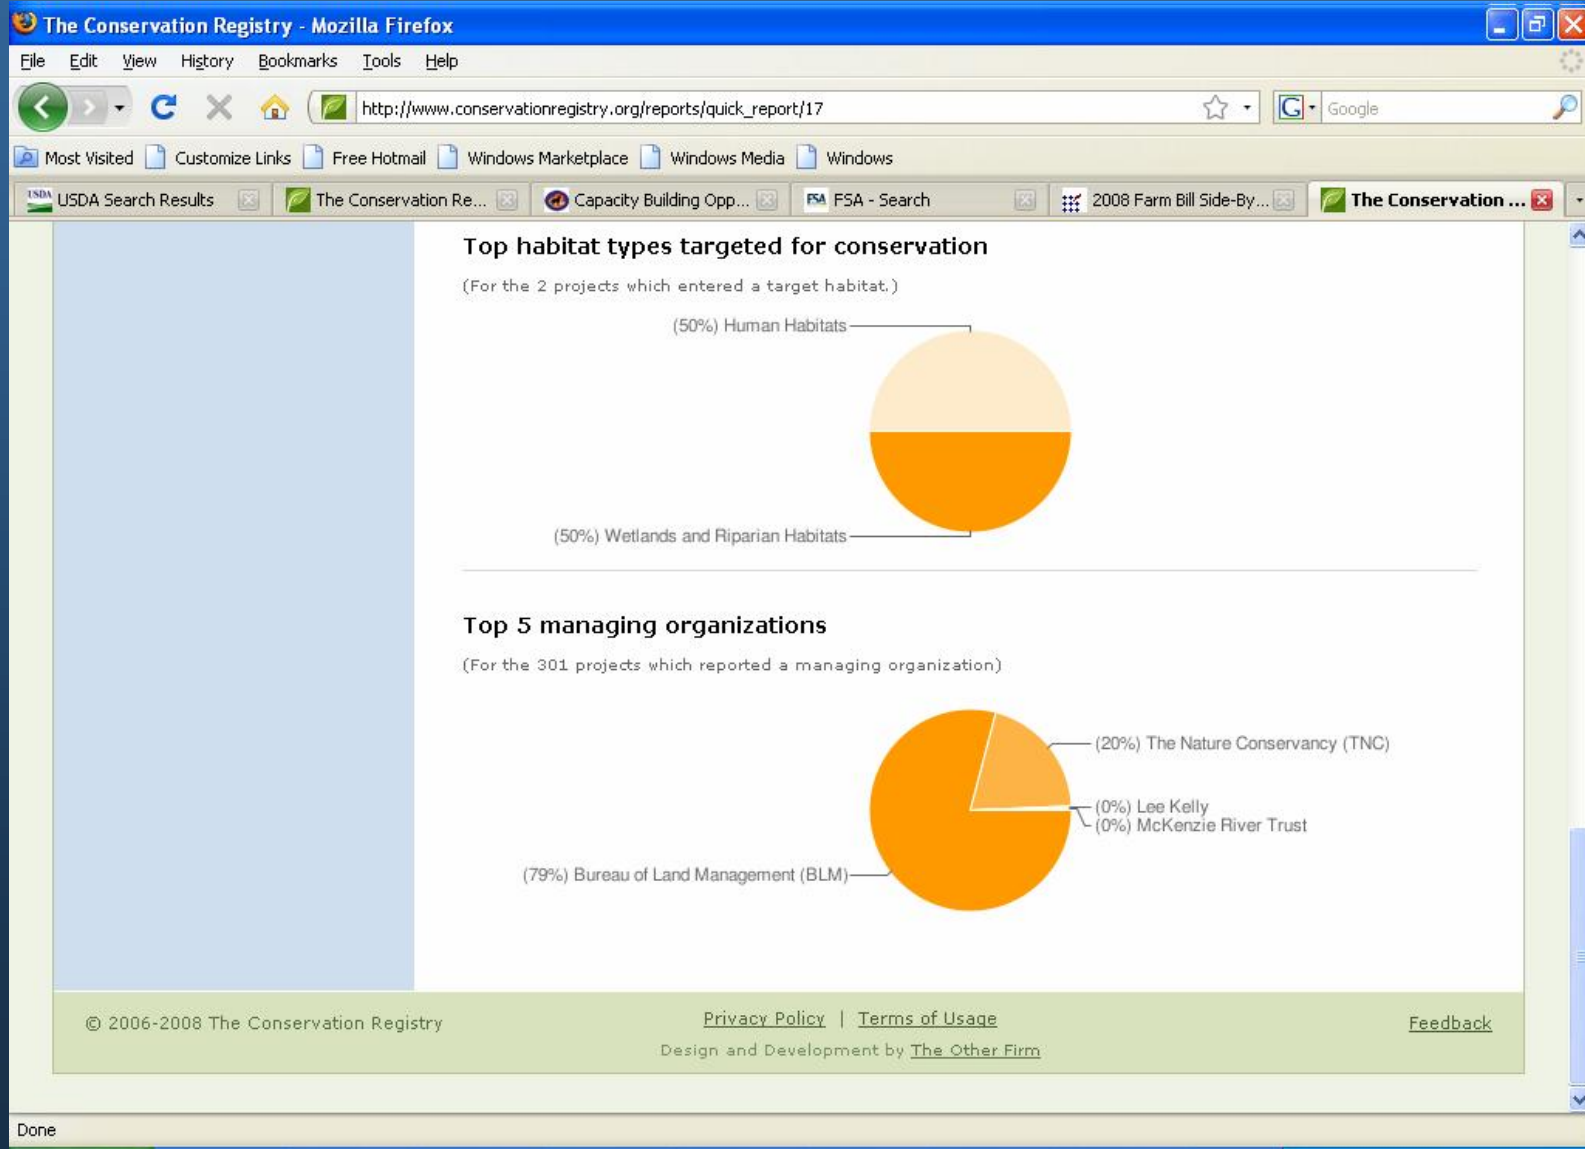 The Conservation Registry - Mozilla Firefox
File Edit View History Bookmarks Tools Help
http://www.conservationregistry.org/reports/quick_report/17 G Google
Most Visited Customize Links Free Hotmail Windows Marketplace Windows Media Windows
USDA USDA Search Results The Conservation Re... Capacity Building Opp... FSA FSA - Search 2008 Farm Bill Side-By... The Conservation ...
Top habitat types targeted for conservation
(For the 2 projects which entered a target habitat.)
(50%) Human Habitats
(50%) Wetlands and Riparian Habitats
Top 5 managing organizations
(For the 301 projects which reported a managing organization)
(20%) The Nature Conservancy (TNC)
(0%) Lee Kelly
(0%) McKenzie River Trust
(79%) Bureau of Land Management (BLM)
© 2006-2008 The Conservation Registry Privacy Policy | Terms of Usage Feedback
Design and Development by The Other Firm
Done